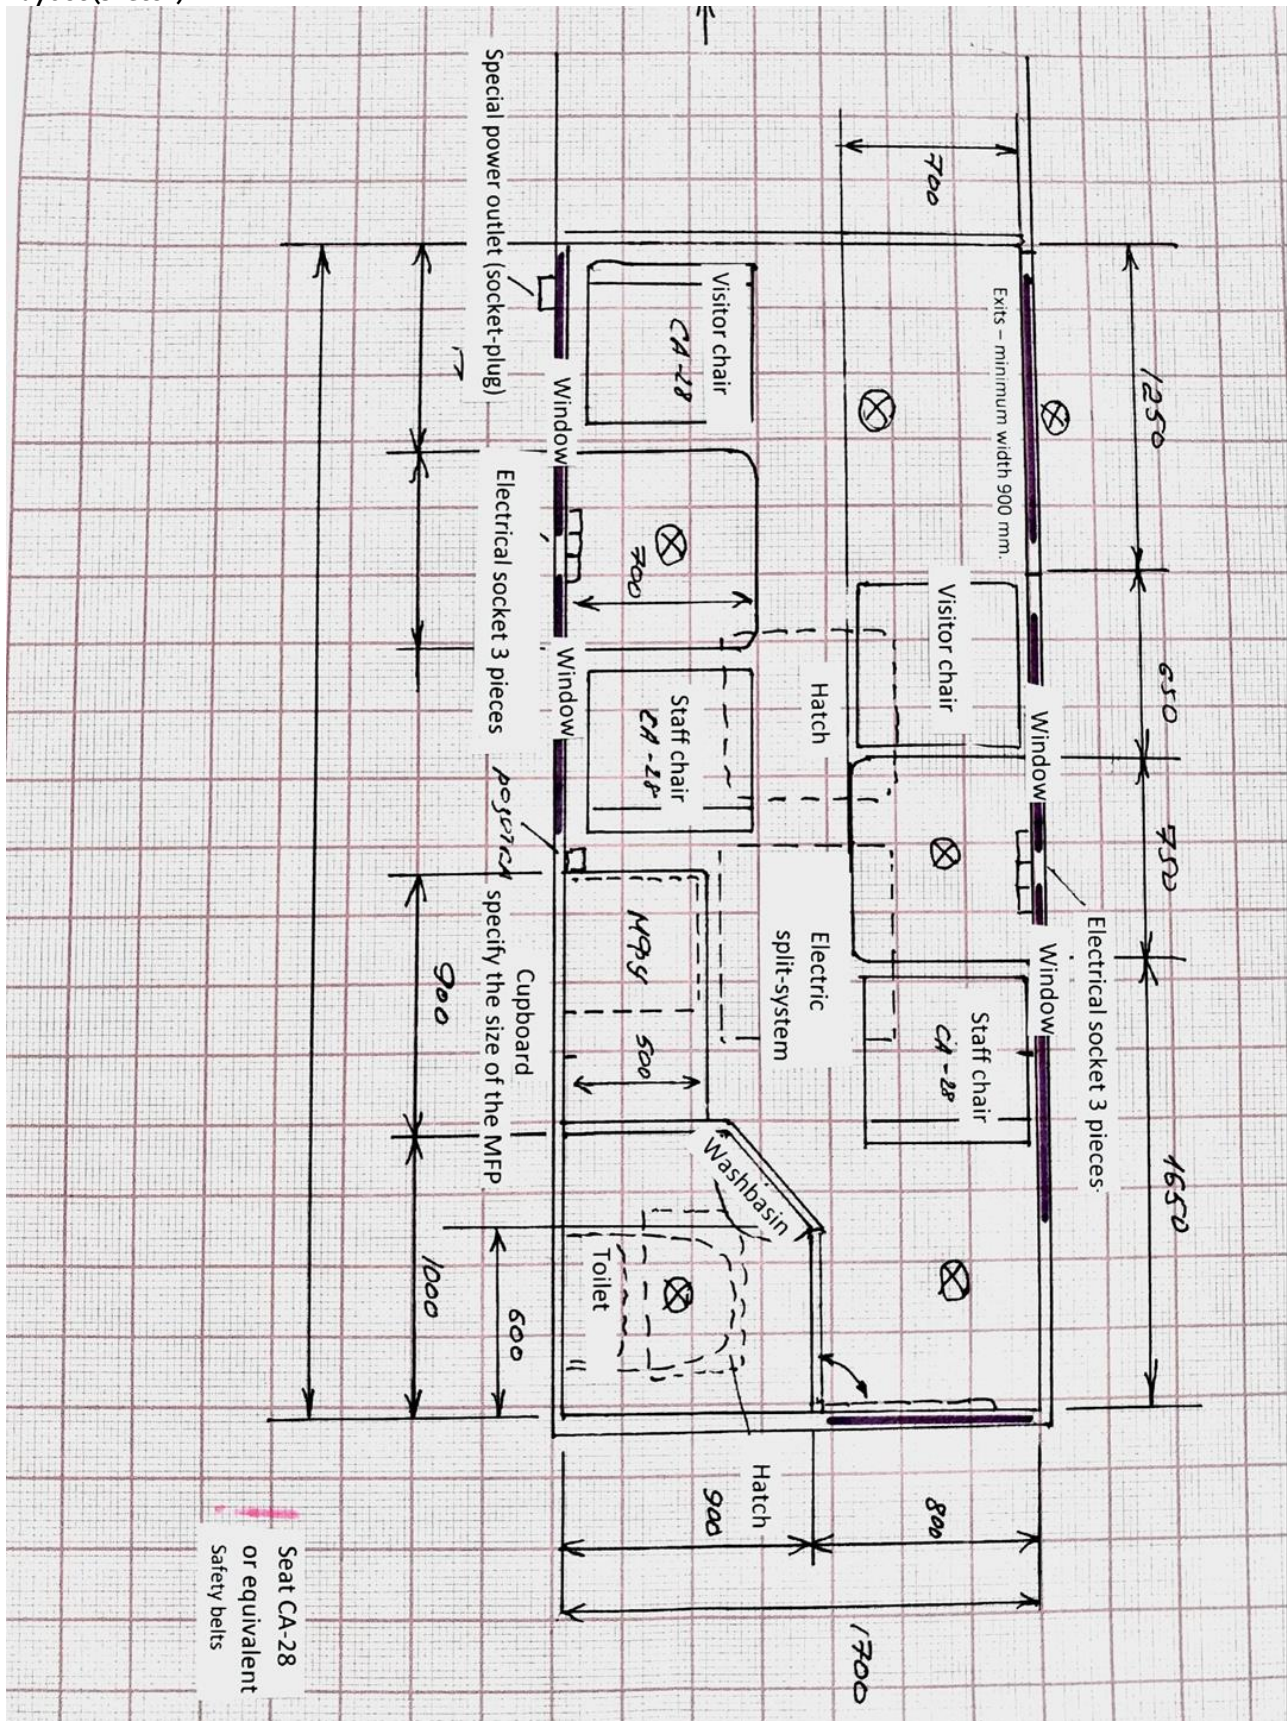 Special power outlet (socket-plug)
700
Exits – minimum width 900 mm.
1250
Visitor chair
CA-28
Window
Electrical socket 3 pieces
700
Visitor chair
650
Window
Window
Hatch
Staff chair
CA-28
750
Electrical socket 3 pieces
розетка
Cupboard
specify the size of the MFP
900
МФУ
500
Electric
split-system
Window
Staff chair
CA-28
1650
Washbasin
Toilet
1000
600
Hatch
900
800
1700
Seat CA-28
or equivalent
Safety belts